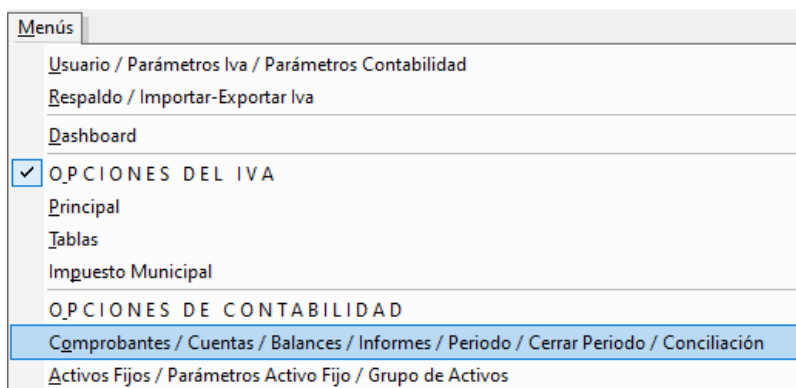 Menús
Usuario / Parámetros Iva / Parámetros Contabilidad
Respaldo / Importar-Exportar Iva
Dashboard
O P C I O N E S  D E L  I V A
Principal
Tablas
Impuesto Municipal
O P C I O N E S  D E  C O N T A B I L I D A D
Comprobantes / Cuentas / Balances / Informes / Periodo / Cerrar Periodo / Conciliación
Activos Fijos / Parámetros Activo Fijo / Grupo de Activos